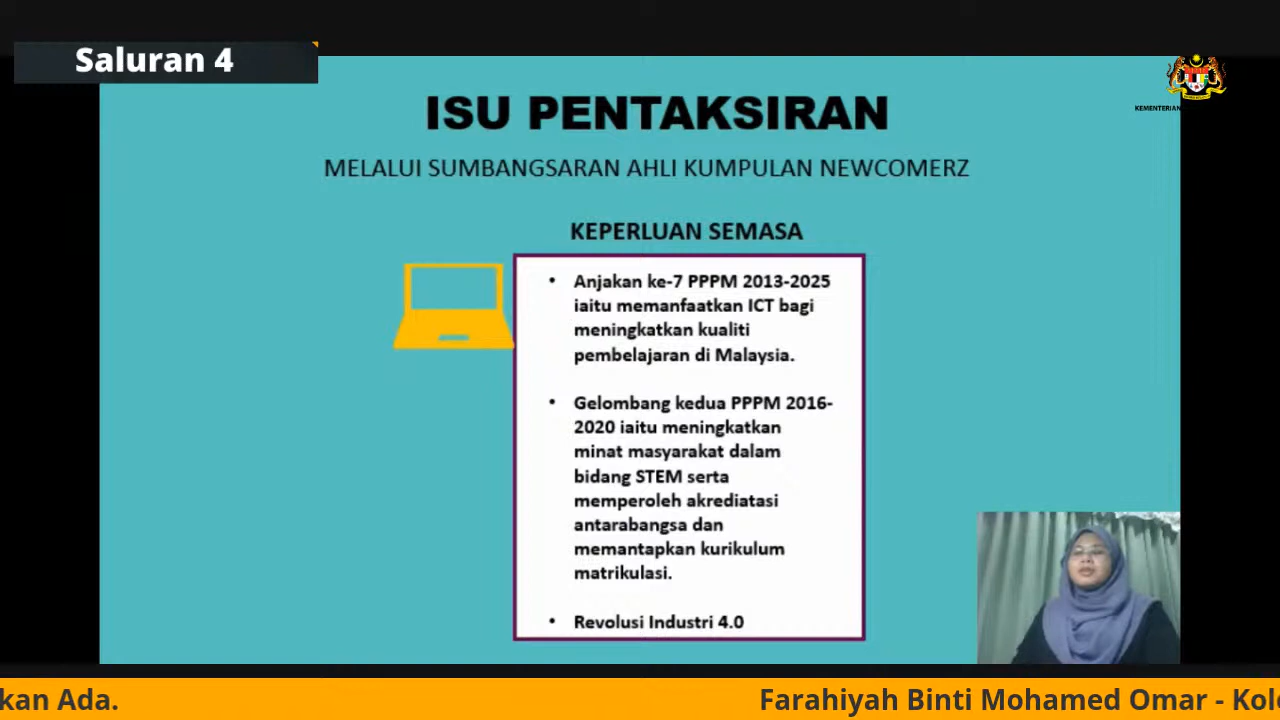 Saluran 4
KEMENTERIAN
ISU PENTAKSIRAN
MELALUI SUMBANGSARAN AHLI KUMPULAN NEWCOMERZ
KEPERLUAN SEMASA
• Anjakan ke-7 PPPM 2013-2025
iaitu memanfaatkan ICT bagi
meningkatkan kualiti
pembelajaran di Malaysia.
• Gelombang kedua PPPM 2016-
2020 iaitu meningkatkan
minat masyarakat dalam
bidang STEM serta
memperoleh akrediatasi
antarabangsa dan
memantapkan kurikulum
matrikulasi.
• Revolusi Industri 4.0
kan Ada. Farahiyah Binti Mohamed Omar - Kole